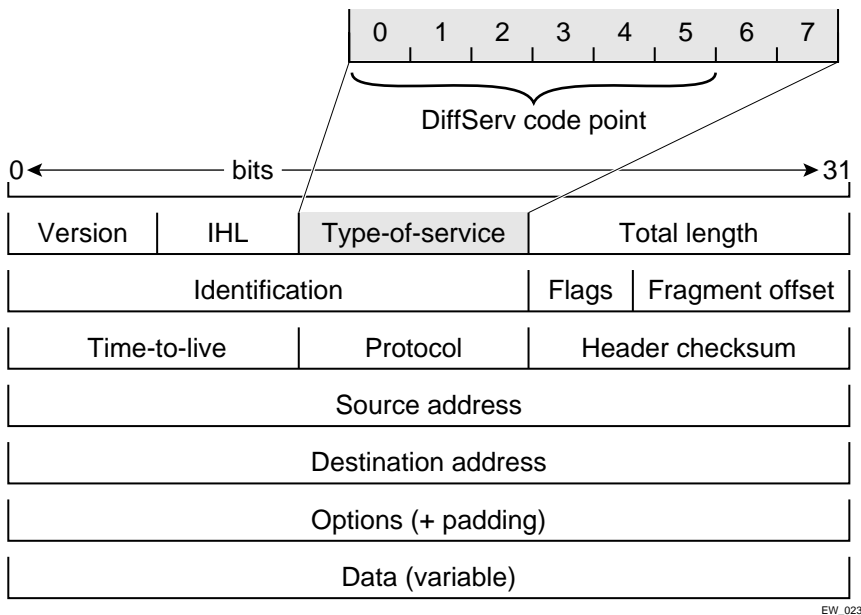 0 1 2 3 4 5 6 7
DiffServ code point
0 bits 31
Version IHL Type-of-service Total length
Identification Flags Fragment offset
Time-to-live Protocol Header checksum
Source address
Destination address
Options (+ padding)
Data (variable)
EW_023